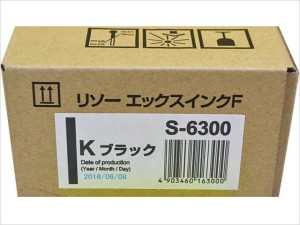 リソー エックスインクF
S-6300
K ブラック
Date of production
(Year / Month / Day)
2016/06/08
4 903460 163000